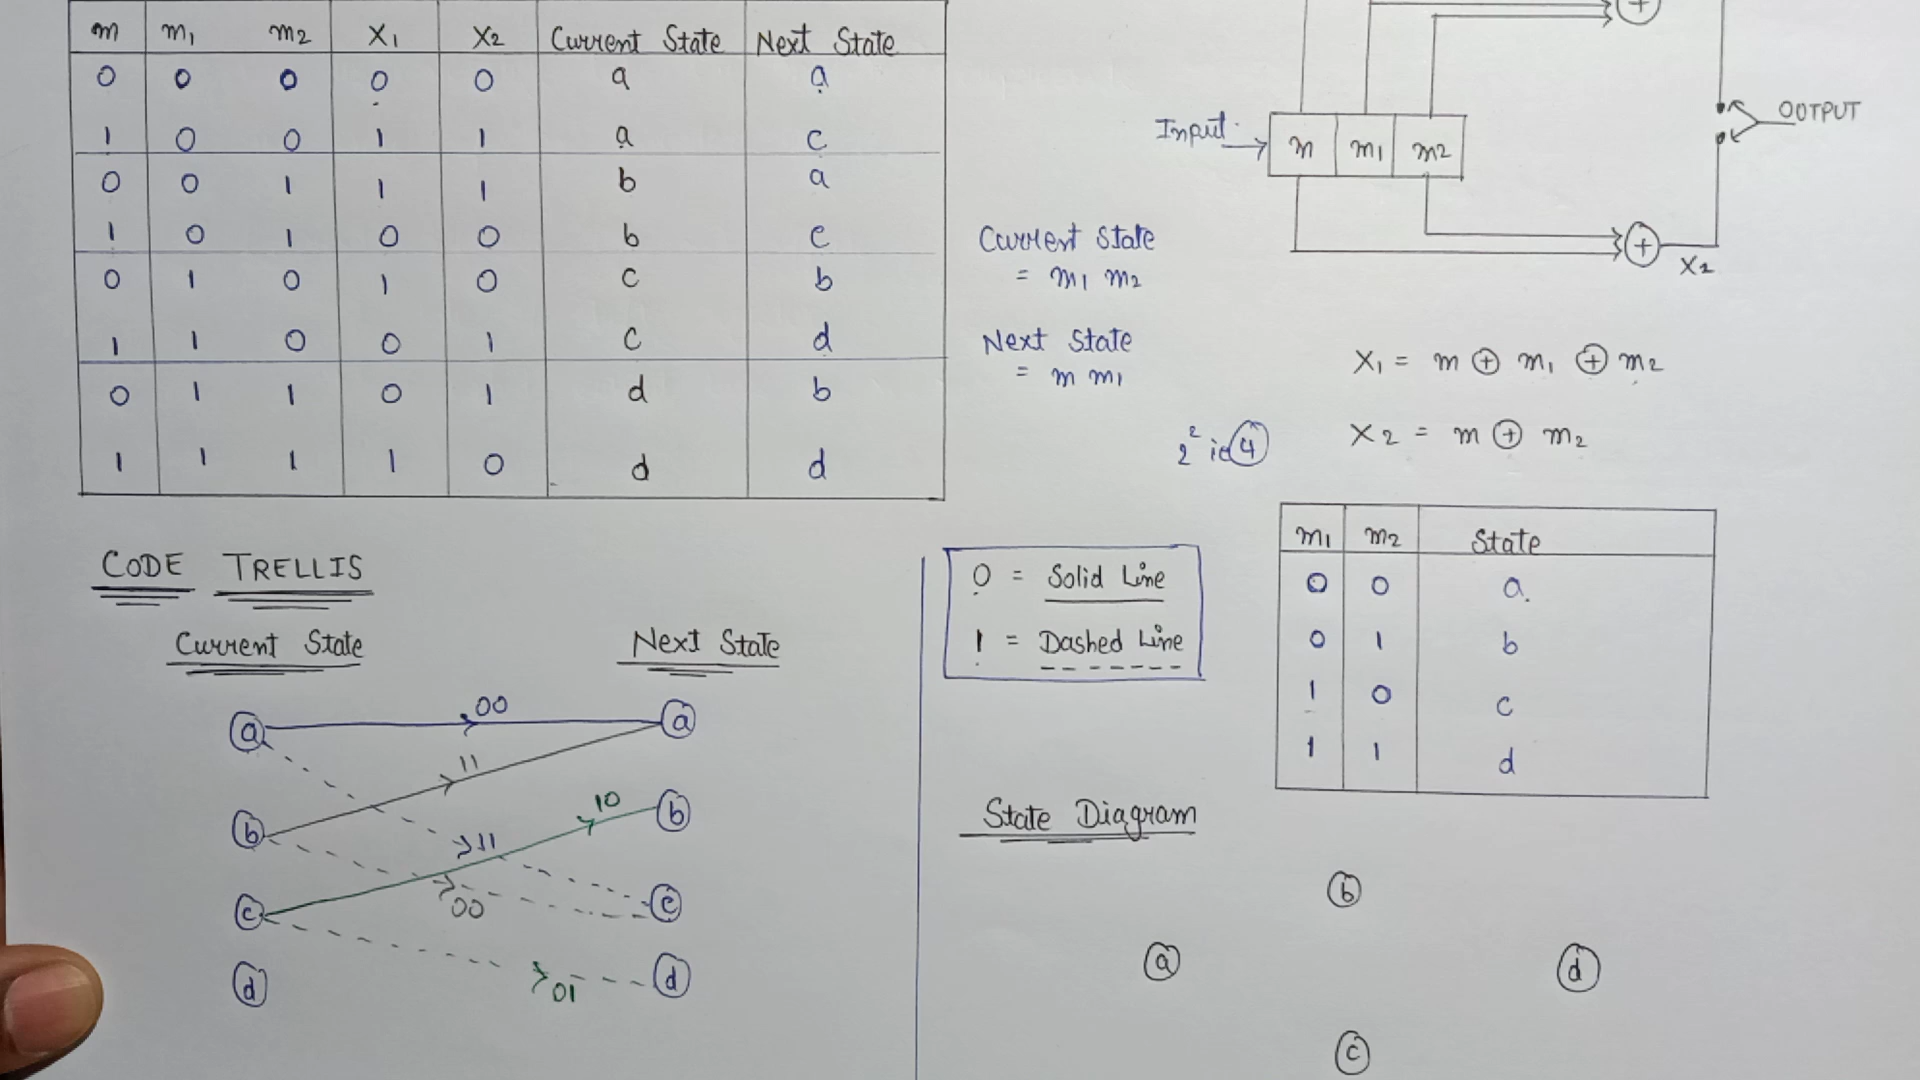 m m1 m2 X1 X2 Current State Next State
0 0 0 0 0 a a
1 0 0 1 1 a c
0 0 1 1 1 b a
1 0 1 0 0 b c
0 1 0 1 0 c b
1 1 0 0 1 c d
0 1 1 0 1 d b
1 1 1 1 0 d d
+
OUTPUT
Input
m m1 m2
+
X2
Current State
= m1 m2
Next State
= m m1
X1 = m ⊕ m1 ⊕ m2
X2 = m ⊕ m2
2² ie 4
m1 m2 State
0 0 a
0 1 b
1 0 c
1 1 d
CODE TRELLIS
Current State Next State
a 00 a
11
b 10 b
11
c 00 c
d 01 d
0 = Solid Line
1 = Dashed Line
State Diagram
b
a d
c